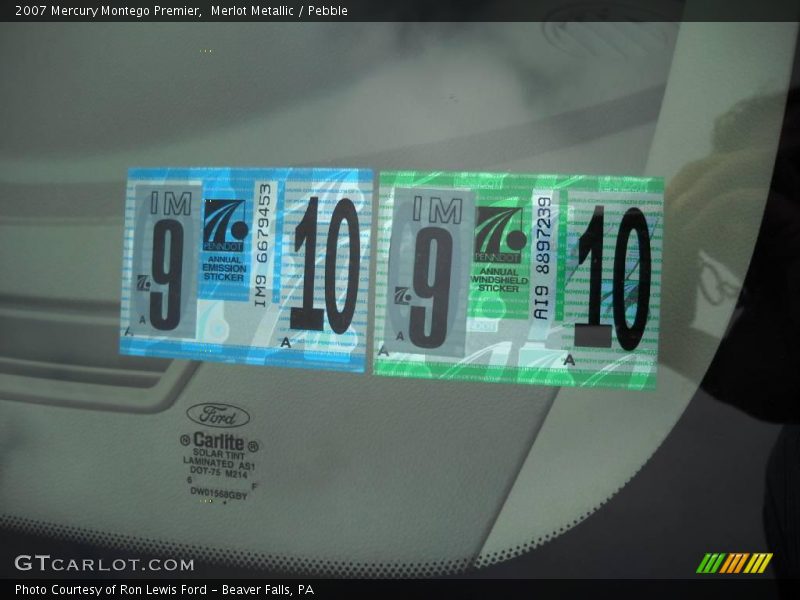 2007 Mercury Montego Premier,  Merlot Metallic / Pebble
IM
9
PENNDOT
ANNUAL
EMISSION
STICKER
IM9 6679453
10
A
A
A
IM
9
PENNDOT
ANNUAL
WINDSHIELD
STICKER
AI9 8897239
10
A
A
A
Ford
Carlite
SOLAR TINT
LAMINATED AS1
DOT-75 M214
6 F
DW01568GBY
GTCARLOT.COM
Photo Courtesy of Ron Lewis Ford - Beaver Falls, PA